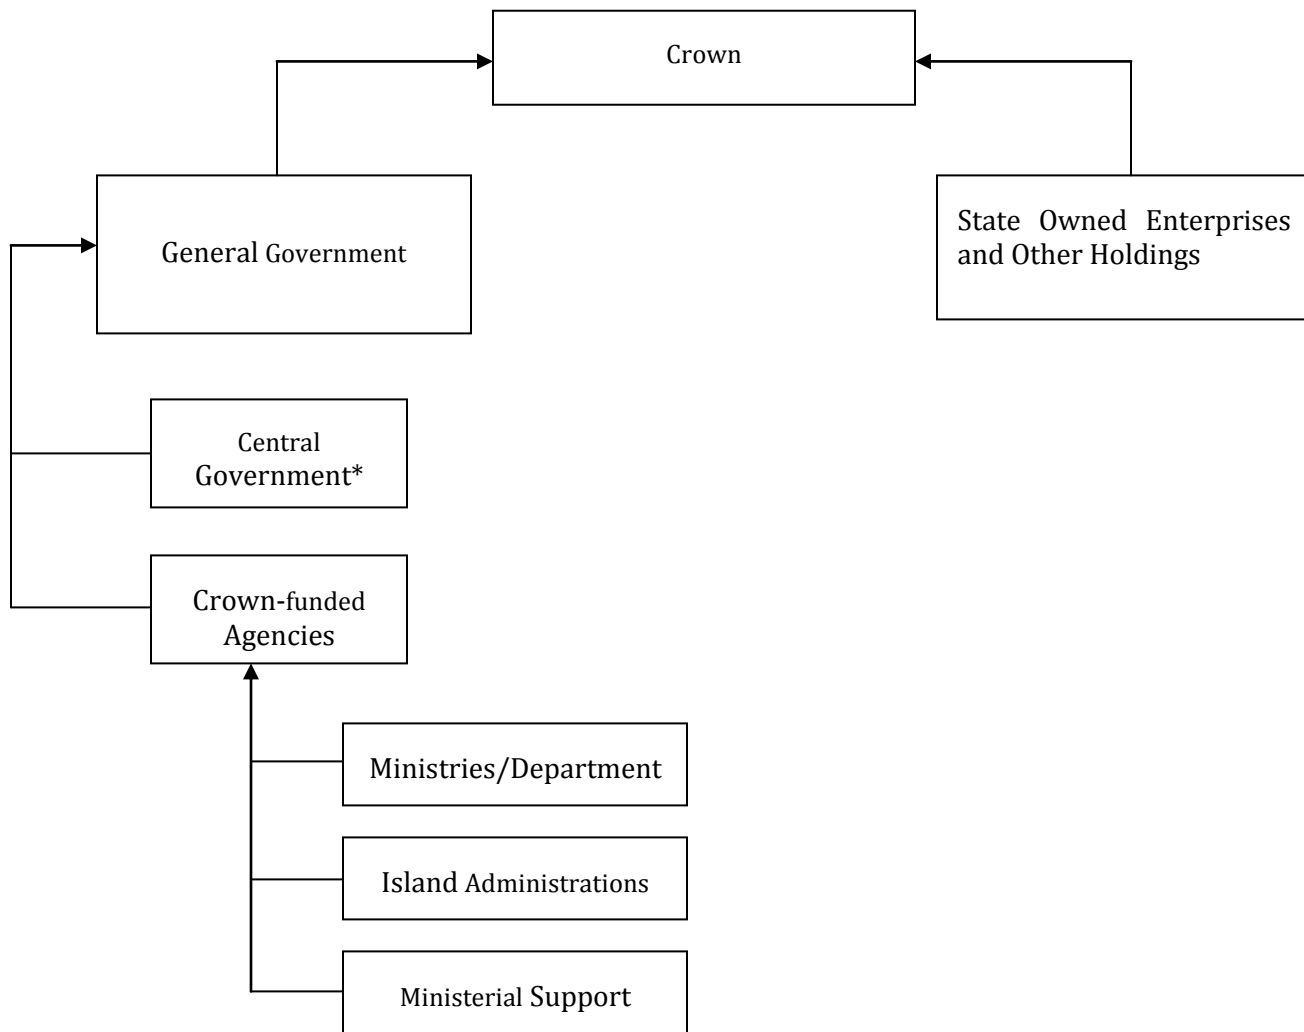 Crown
General Government
State Owned Enterprises
and Other Holdings
Central
Government*
Crown-funded
Agencies
Ministries/Department
Island Administrations
Ministerial Support